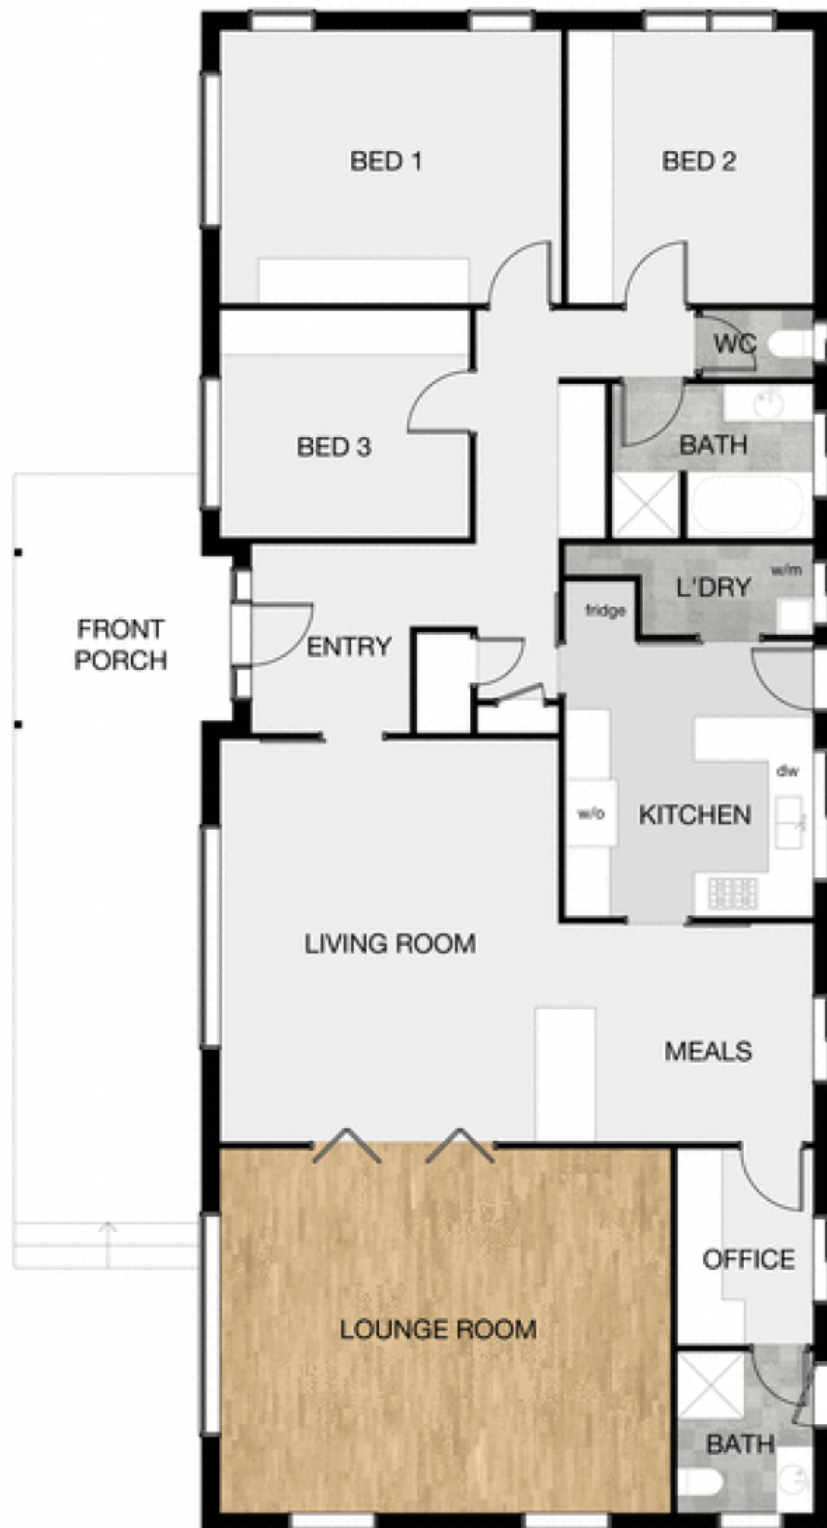 BED 1
BED 2
WC
BED 3
BATH
L'DRY
w/m
fridge
FRONT
PORCH
ENTRY
dw
w/o
KITCHEN
LIVING ROOM
MEALS
OFFICE
LOUNGE ROOM
BATH